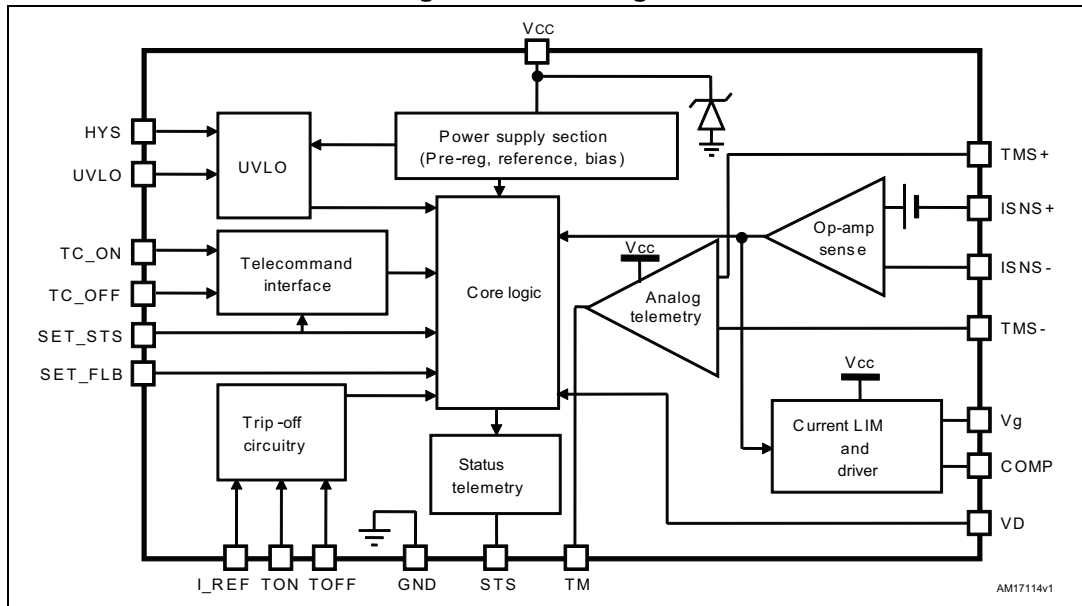 Vcc
HYS
UVLO
TC_ON
TC_OFF
SET_STS
SET_FLB
UVLO
Power supply section
(Pre-reg, reference, bias)
Telecommand
interface
Core logic
Trip-off
circuitry
Status
telemetry
Vcc
Analog
telemetry
Op-amp
sense
Vcc
Current LIM
and
driver
TMS+
ISNS+
ISNS-
TMS-
Vg
COMP
VD
I_REF TON TOFF GND STS TM
AM17114v1